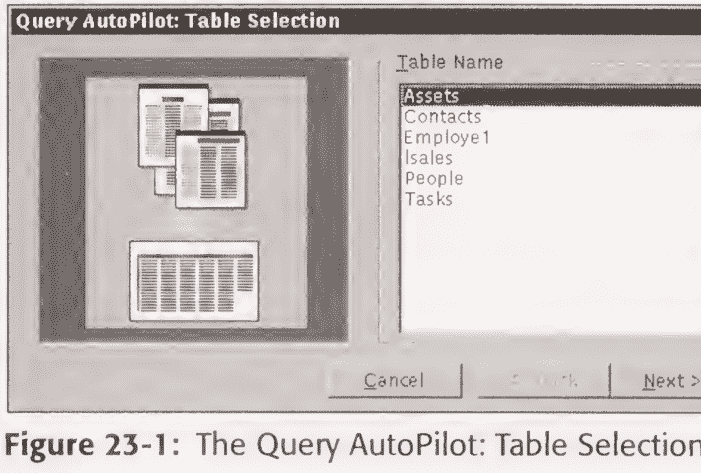 Query AutoPilot: Table Selection
Table Name
Assets
Contacts
Employe1
lsales
People
Tasks
Cancel
Next >
Figure 23-1: The Query AutoPilot: Table Selection